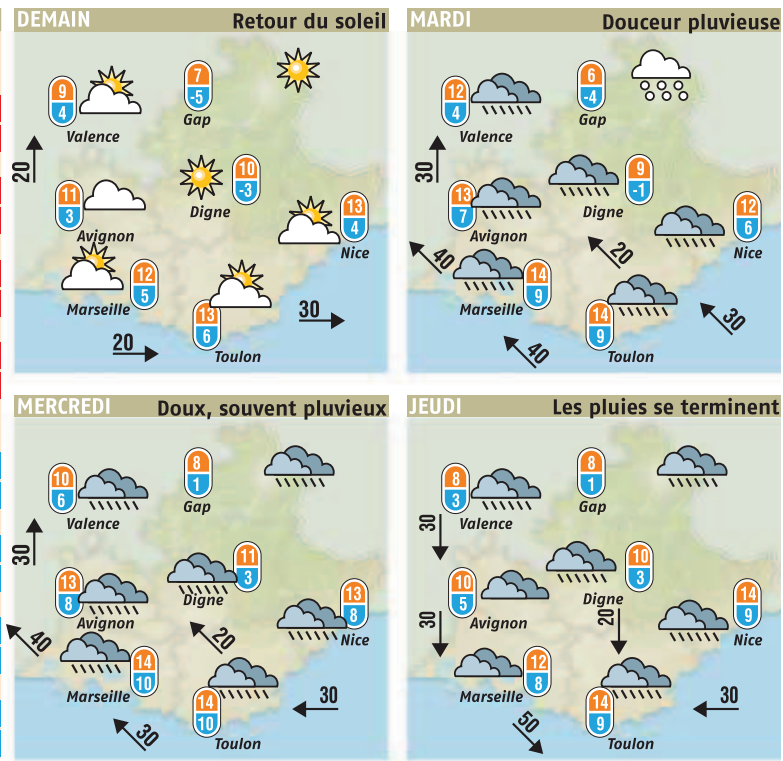 DEMAIN Retour du soleil
9
4
Valence
7
-5
Gap
20
11
3
Avignon
10
-3
Digne
13
4
Nice
12
5
Marseille
13
6
Toulon
30
20
MARDI Douceur pluvieuse
12
4
Valence
6
-4
Gap
30
13
7
Avignon
9
-1
Digne
12
6
Nice
40
20
14
9
Marseille
14
9
Toulon
30
40
MERCREDI Doux, souvent pluvieux
10
6
Valence
8
1
Gap
30
13
8
Avignon
11
3
Digne
13
8
Nice
40
20
14
10
Marseille
14
10
Toulon
30
30
JEUDI Les pluies se terminent
8
3
Valence
8
1
Gap
30
10
5
Avignon
10
3
Digne
20
14
9
Nice
30
12
8
Marseille
14
9
Toulon
30
50